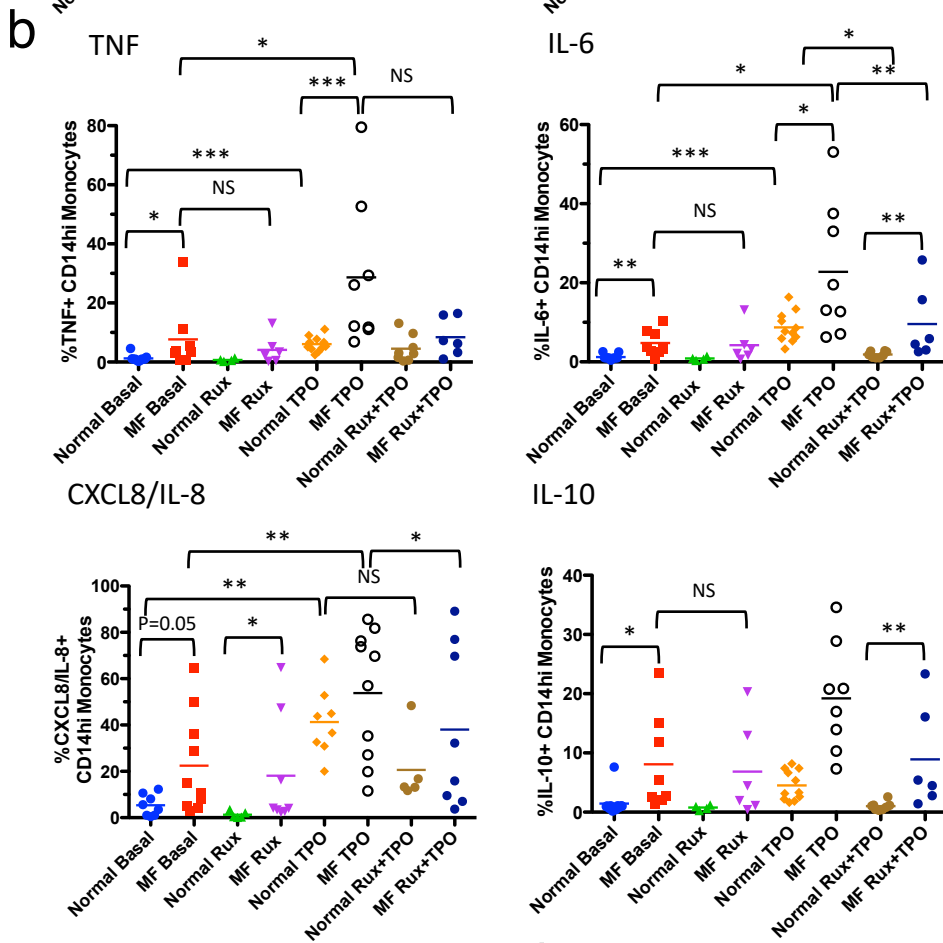 Normal
Normal
b
TNF
*
***
NS
***
NS
*
%TNF+ CD14hi Monocytes
80
60
40
20
0
Normal Basal
MF Basal
Normal Rux
MF Rux
Normal TPO
MF TPO
Normal Rux+TPO
MF Rux+TPO
IL-6
*
*
**
*
***
NS
**
**
%IL-6+ CD14hi Monocytes
60
40
20
0
Normal Basal
MF Basal
Normal Rux
MF Rux
Normal TPO
MF TPO
Normal Rux+TPO
MF Rux+TPO
CXCL8/IL-8
**
*
**
NS
P=0.05
*
%CXCL8/IL-8+
CD14hi Monocytes
100
80
60
40
20
0
Normal Basal
MF Basal
Normal Rux
MF Rux
Normal TPO
MF TPO
Normal Rux+TPO
MF Rux+TPO
IL-10
NS
*
**
%IL-10+ CD14hi Monocytes
40
30
20
10
0
Normal Basal
MF Basal
Normal Rux
MF Rux
Normal TPO
MF TPO
Normal Rux+TPO
MF Rux+TPO